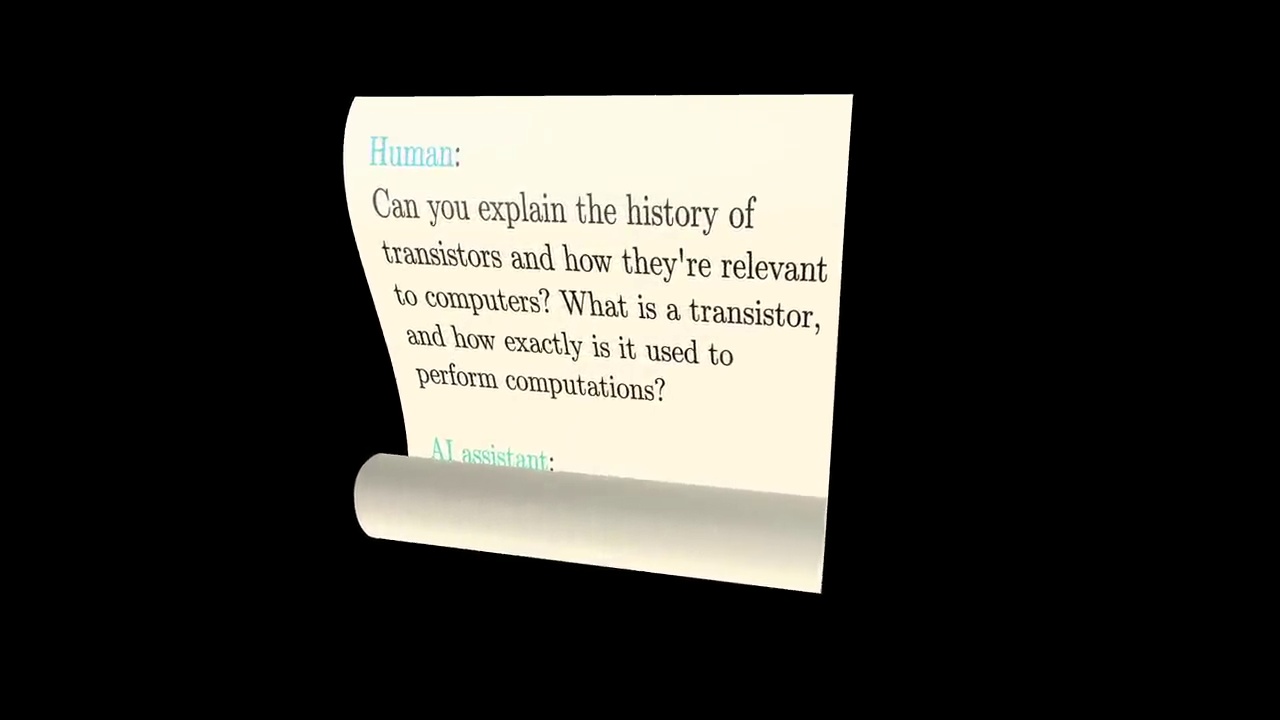 Human:
Can you explain the history of
transistors and how they're relevant
to computers? What is a transistor,
and how exactly is it used to
perform computations?
AI assistant: